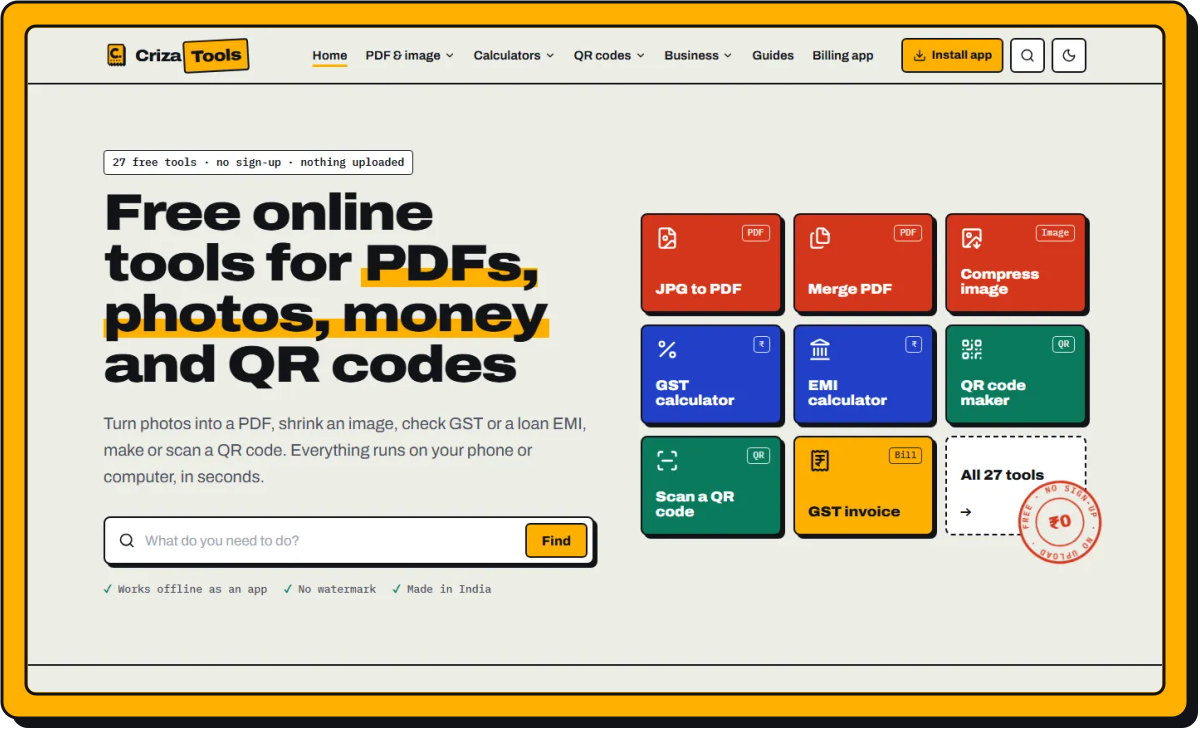 C.
Criza Tools
Home
PDF & image
Calculators
QR codes
Business
Guides
Billing app
Install app
27 free tools · no sign-up · nothing uploaded
Free online
tools for PDFs,
photos, money
and QR codes
Turn photos into a PDF, shrink an image, check GST or a loan EMI,
make or scan a QR code. Everything runs on your phone or
computer, in seconds.
What do you need to do?
Find
✓ Works offline as an app
✓ No watermark
✓ Made in India
PDF
JPG to PDF
PDF
Merge PDF
Image
Compress
image
₹
GST
calculator
₹
EMI
calculator
QR
QR code
maker
QR
Scan a QR
code
₹
Bill
GST invoice
All 27 tools
→
FREE · NO SIGN-UP · NO UPLOAD ·
₹0